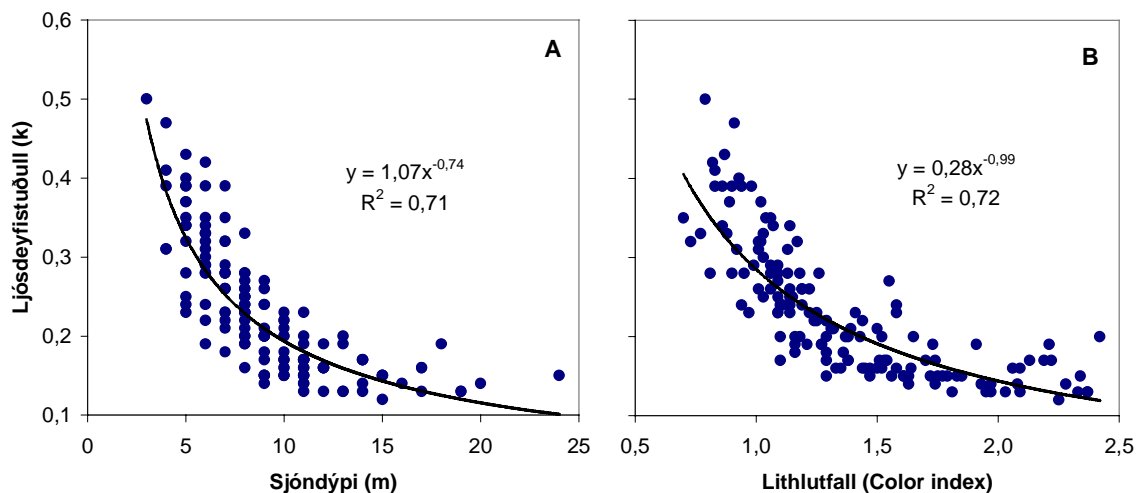 0,6
0,5
0,4
0,3
0,2
0,1
Ljósdeyfistuðull (k)
A
y = 1,07x^-0,74
R² = 0,71
0
5
10
15
20
25
Sjóndýpi (m)
B
y = 0,28x^-0,99
R² = 0,72
0,5
1,0
1,5
2,0
2,5
Lithlutfall (Color index)